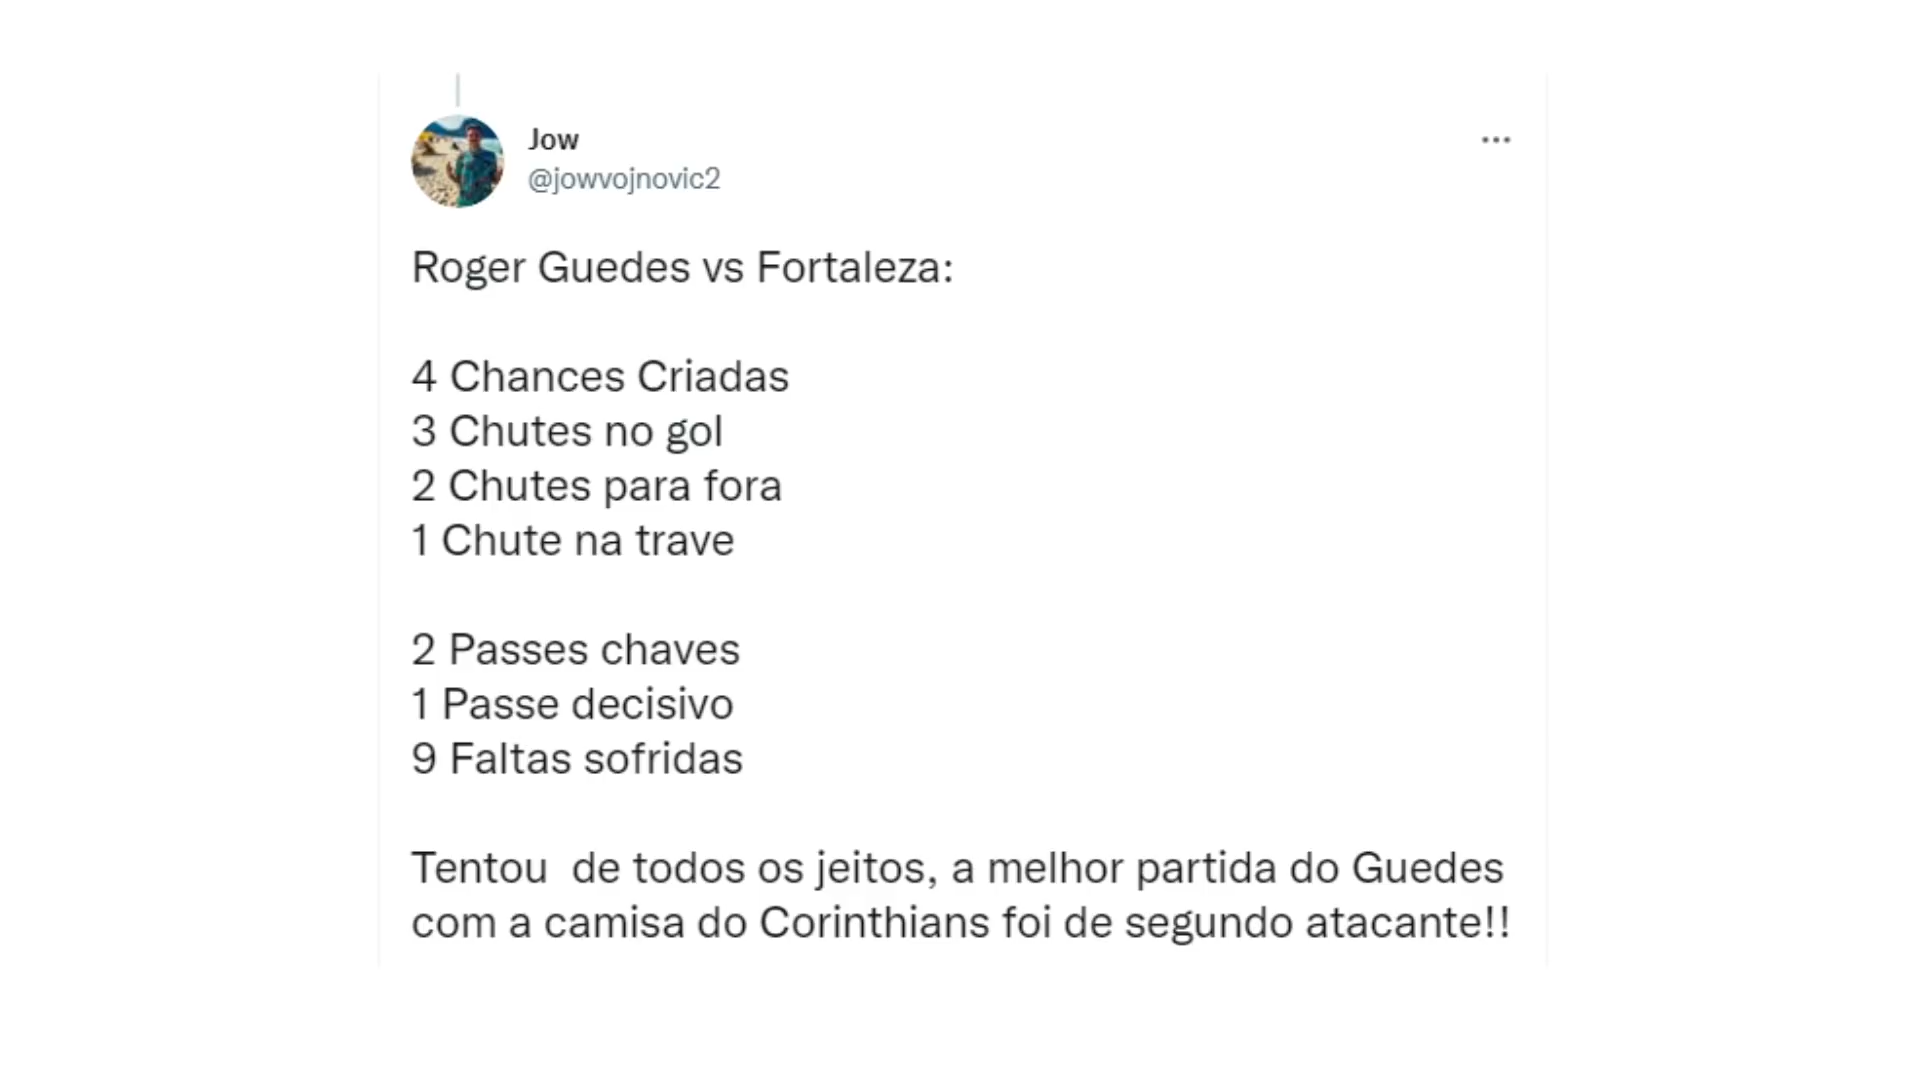 Jow
@jowvojnovic2
Roger Guedes vs Fortaleza:
4 Chances Criadas
3 Chutes no gol
2 Chutes para fora
1 Chute na trave
2 Passes chaves
1 Passe decisivo
9 Faltas sofridas
Tentou  de todos os jeitos, a melhor partida do Guedes
com a camisa do Corinthians foi de segundo atacante!!